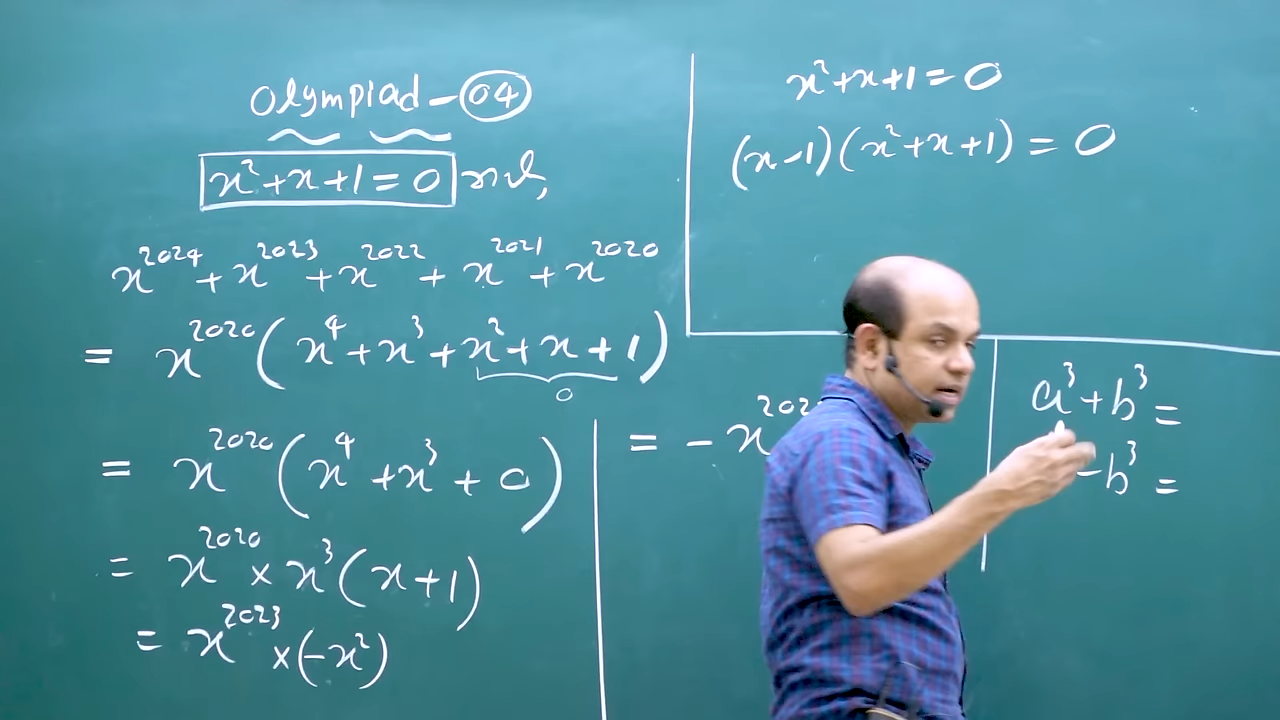 Olympiad - 04
x² + x + 1 = 0
x²⁰²⁴ + x²⁰²³ + x²⁰²² + x²⁰²¹ + x²⁰²⁰
= x²⁰²⁰ (x⁴ + x³ + x² + x + 1)
0
= x²⁰²⁰ (x⁴ + x³ + 0)
= x²⁰²⁰ × x³ (x + 1)
= x²⁰²³ × (-x²)
x² + x + 1 = 0
(x - 1)(x² + x + 1) = 0
= - x
a³ + b³ =
- b³ =